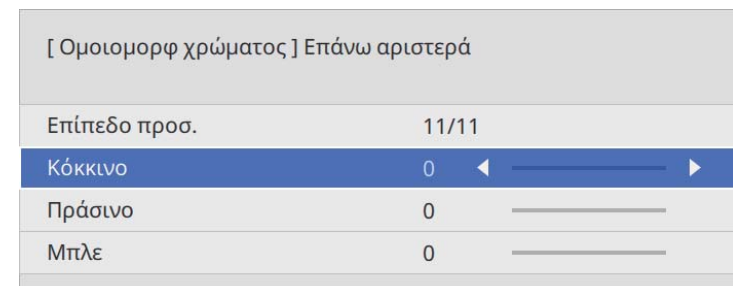 [ Ομοιομορφ χρώματος ] Επάνω αριστερά
Επίπεδο προσ. 11/11
Κόκκινο 0
Πράσινο 0
Μπλε 0